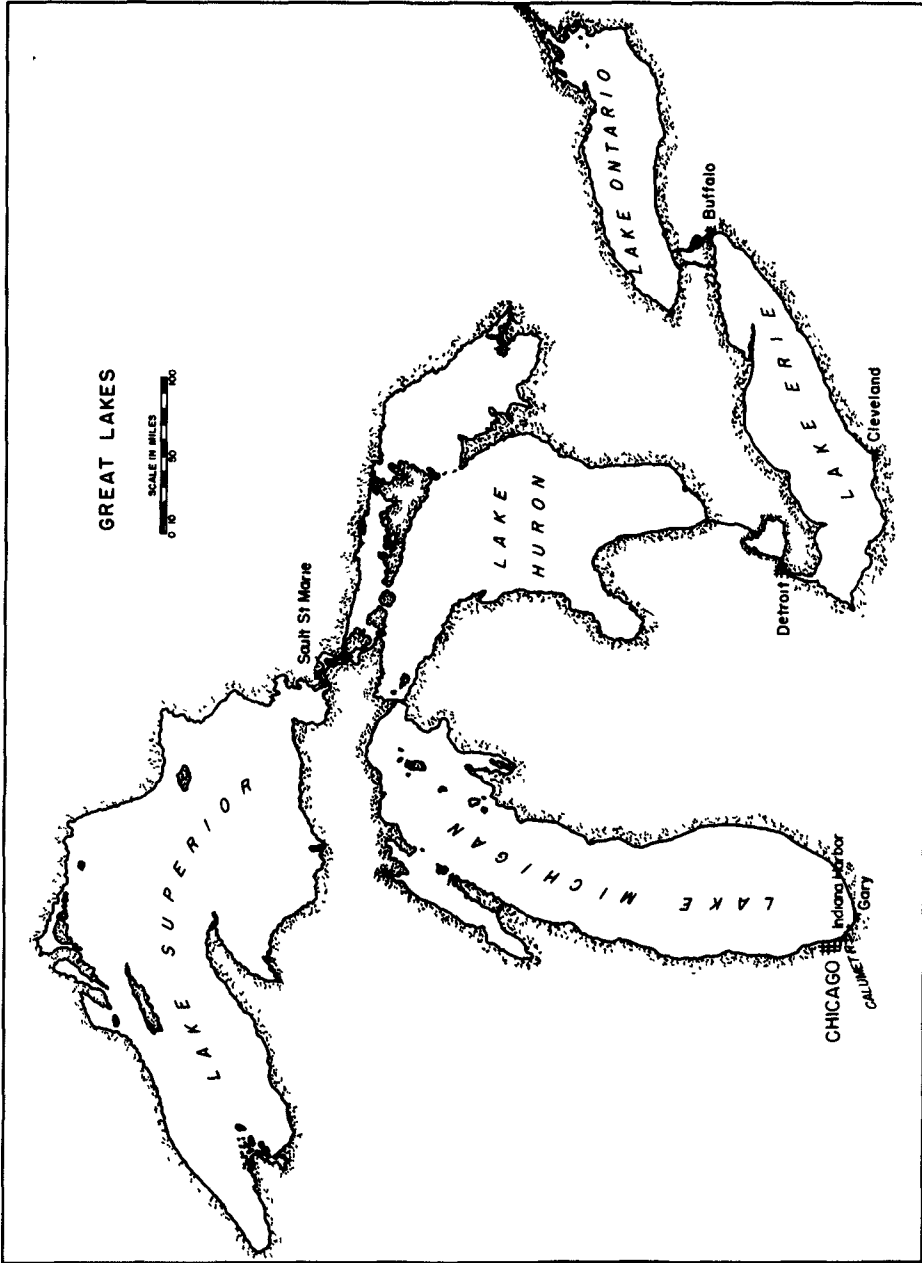 GREAT LAKES
SCALE IN MILES
0 10 50 100
Sault St Marie
LAKE SUPERIOR
LAKE
HURON
LAKE ONTARIO
Buffalo
LAKE ERIE
Cleveland
Detroit
LAKE MICHIGAN
CHICAGO
Indiana Harbor
Gary
CALUMET R